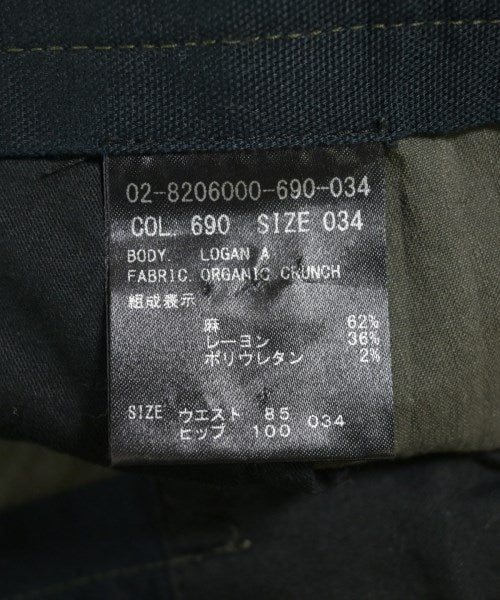 02-8206000-690-034
COL. 690 SIZE 034
BODY. LOGAN A
FABRIC. ORGANIC CRUNCH
組成表示
麻 62%
レーヨン 36%
ポリウレタン 2%
SIZE ウエスト 85 034
ヒップ 100